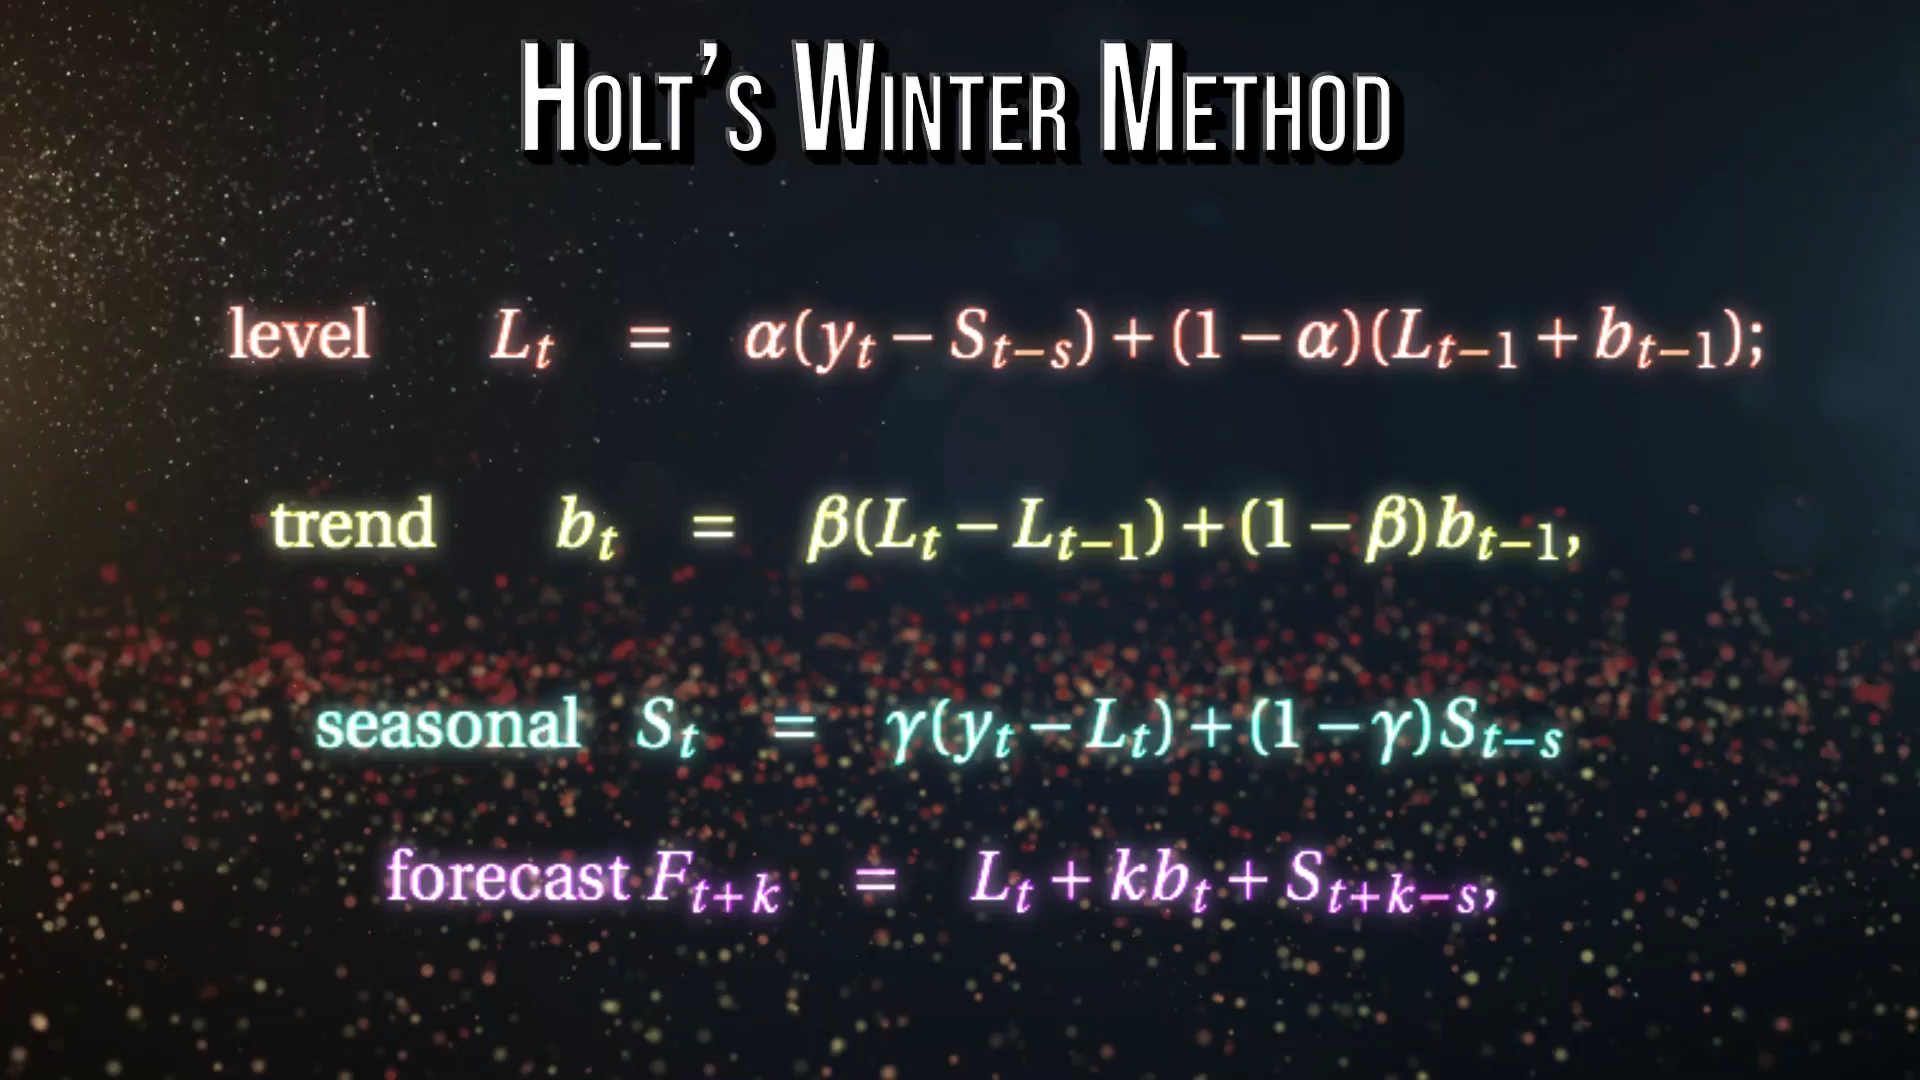 HOLT'S WINTER METHOD
level L_t = α(y_t − S_{t−s}) + (1 − α)(L_{t−1} + b_{t−1});
trend b_t = β(L_t − L_{t−1}) + (1 − β)b_{t−1},
seasonal S_t = γ(y_t − L_t) + (1 − γ)S_{t−s}
forecast F_{t+k} = L_t + kb_t + S_{t+k−s},